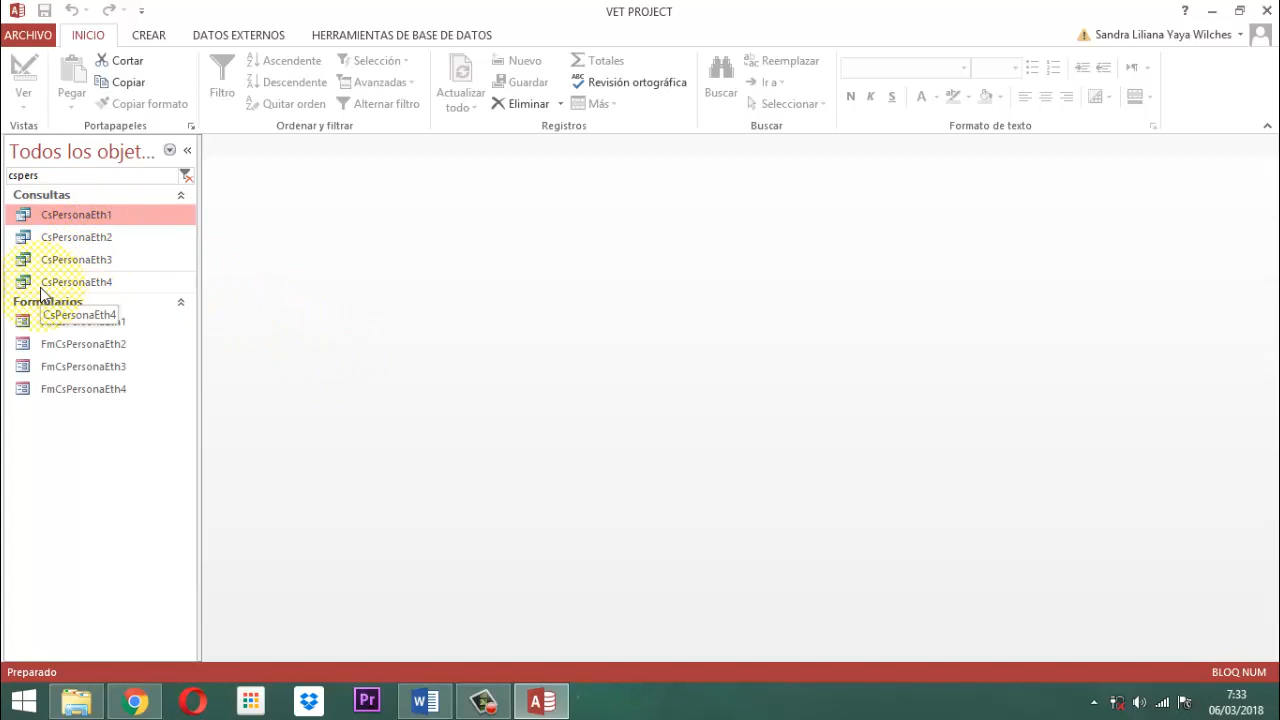 VET PROJECT
?
ARCHIVO INICIO CREAR DATOS EXTERNOS HERRAMIENTAS DE BASE DE DATOS Sandra Liliana Yaya Wilches
Ver
Vistas
Pegar
Cortar
Copiar
Copiar formato
Portapapeles
Filtro
Ascendente
Descendente
Quitar orden
Selección
Avanzadas
Alternar filtro
Ordenar y filtrar
Actualizar
todo
Nuevo
Guardar
Eliminar
Totales
Revisión ortográfica
Más
Registros
Buscar
Reemplazar
Ir a
Seleccionar
Buscar
N K S A
Formato de texto
Todos los objet...
cspers
Consultas
CsPersonaEth1
CsPersonaEth2
CsPersonaEth3
CsPersonaEth4
Formularios
CsPersonaEth4
FmCsPersonaEth2
FmCsPersonaEth3
FmCsPersonaEth4
Preparado BLOQ NUM
Pr
7:33
06/03/2018